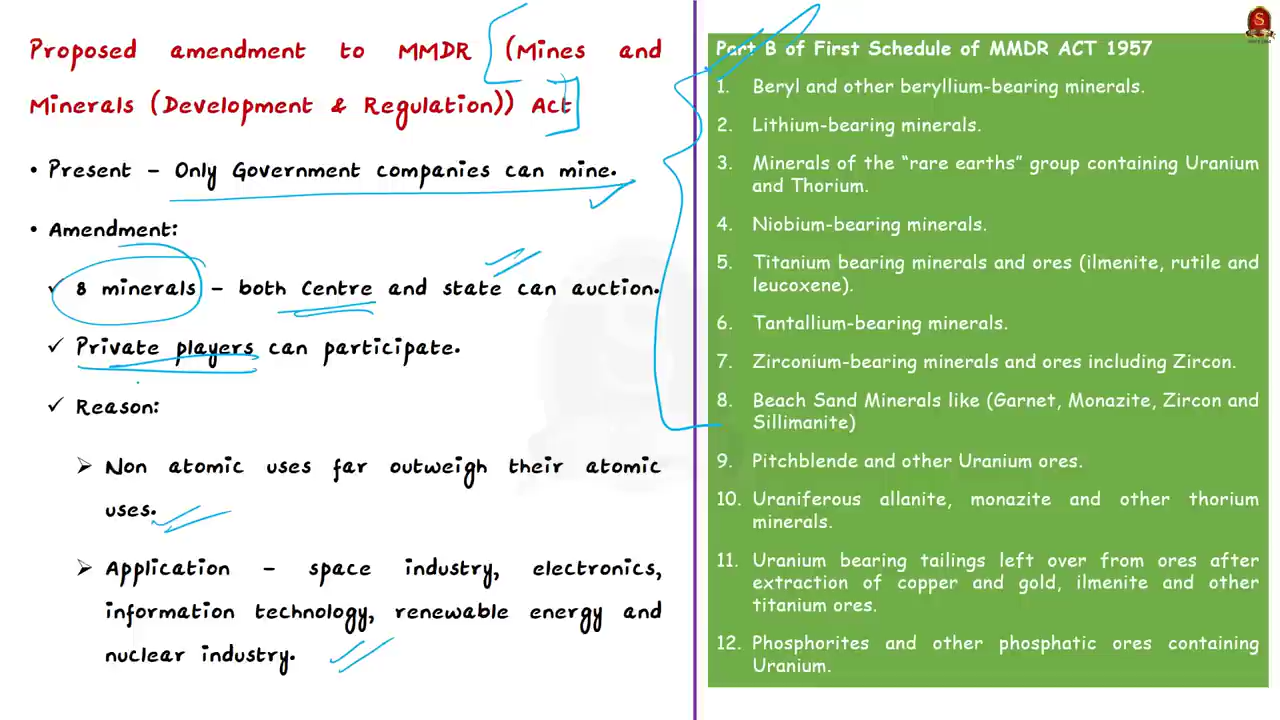 Proposed amendment to MMDR (Mines and
Minerals (Development & Regulation)) Act
• Present – Only Government companies can mine.
• Amendment:
✓ 8 minerals – both Centre and state can auction.
✓ Private players can participate.
✓ Reason:
➢ Non atomic uses far outweigh their atomic
uses.
➢ Application – space industry, electronics,
information technology, renewable energy and
nuclear industry.
Part B of First Schedule of MMDR ACT 1957
1. Beryl and other beryllium-bearing minerals.
2. Lithium-bearing minerals.
3. Minerals of the “rare earths” group containing Uranium
and Thorium.
4. Niobium-bearing minerals.
5. Titanium bearing minerals and ores (ilmenite, rutile and
leucoxene).
6. Tantallium-bearing minerals.
7. Zirconium-bearing minerals and ores including Zircon.
8. Beach Sand Minerals like (Garnet, Monazite, Zircon and
Sillimanite)
9. Pitchblende and other Uranium ores.
10. Uraniferous allanite, monazite and other thorium
minerals.
11. Uranium bearing tailings left over from ores after
extraction of copper and gold, ilmenite and other
titanium ores.
12. Phosphorites and other phosphatic ores containing
Uranium.